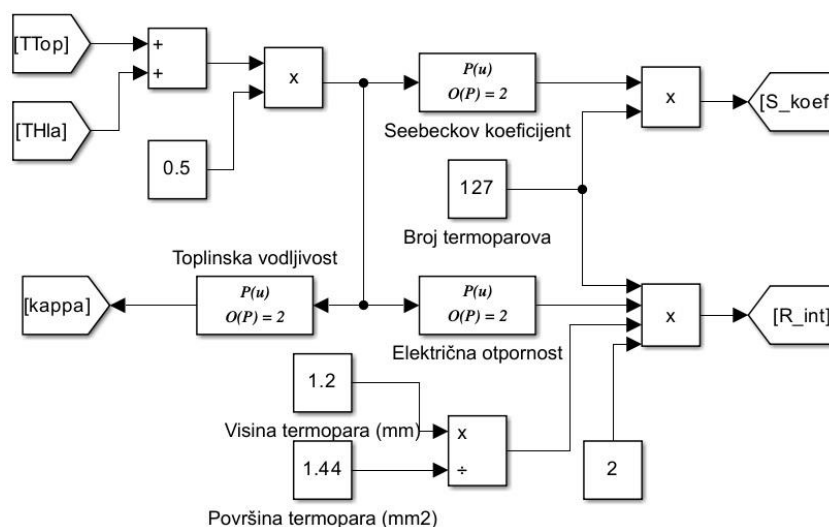 [TTop]
+
+
[THla]
x
0.5
P(u)
O(P) = 2
Seebeckov koeficijent
x
[S_koef
127
Broj termoparova
Toplinska vodljivost
[kappa]
P(u)
O(P) = 2
P(u)
O(P) = 2
Električna otpornost
x
[R_int]
1.2
Visina termopara (mm)
x
÷
1.44
Površina termopara (mm2)
2